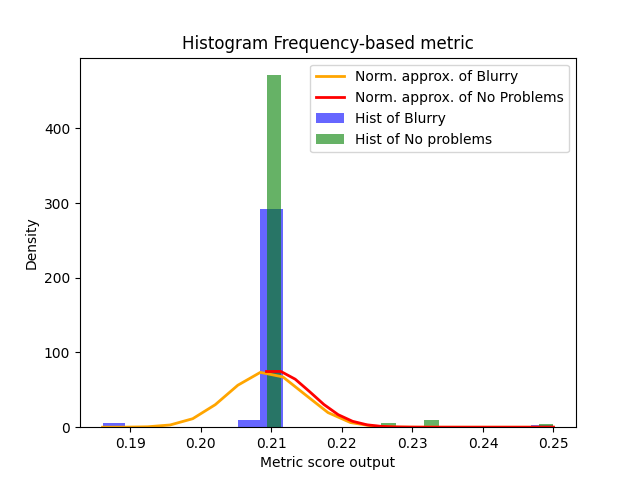 Histogram Frequency-based metric
Norm. approx. of Blurry
Norm. approx. of No Problems
Hist of Blurry
Hist of No problems
Density
400
300
200
100
0
0.19 0.20 0.21 0.22 0.23 0.24 0.25
Metric score output